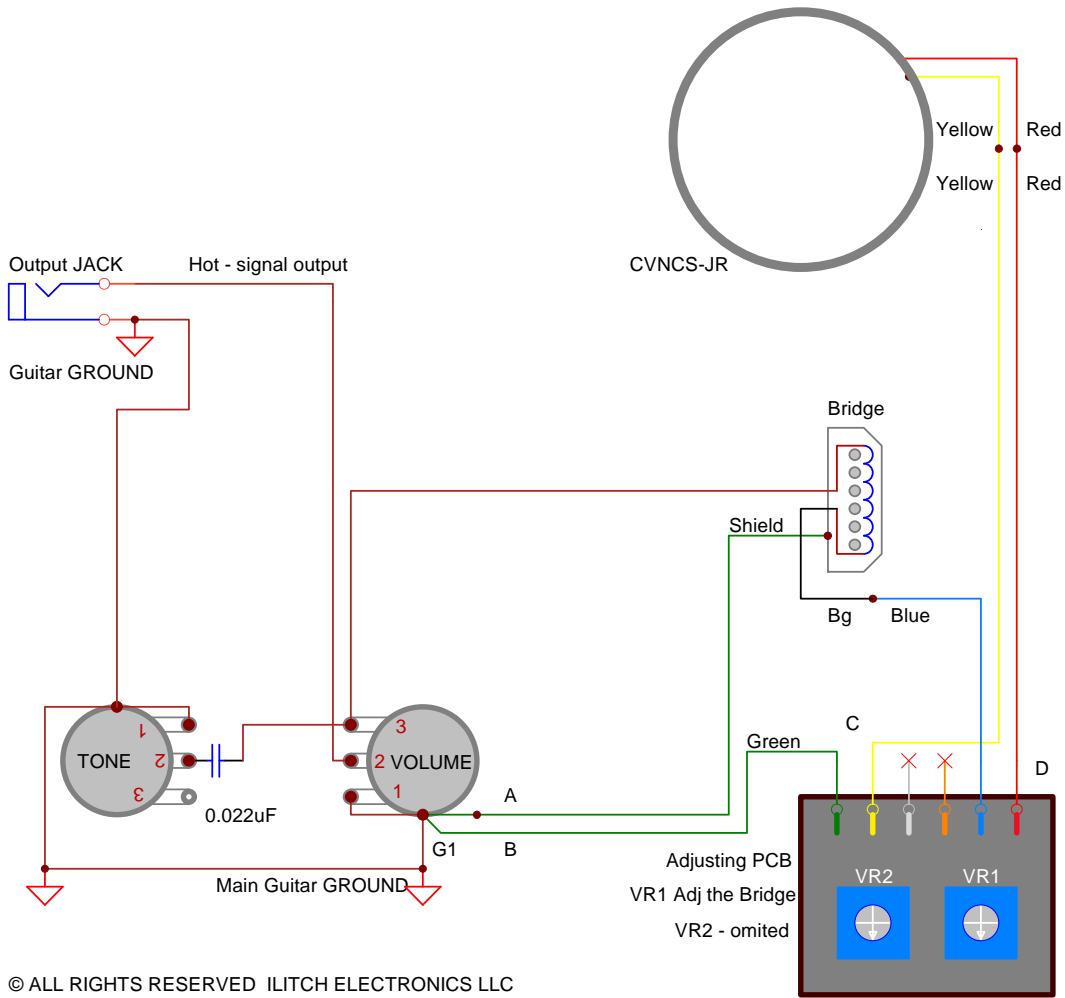 Yellow Red
Yellow Red
Output JACK Hot - signal output
CVNCS-JR
Guitar GROUND
Bridge
Shield
Bg Blue
C
Green
D
1
2
3
TONE
0.022uF
3
2 VOLUME
1
A
G1 B
Main Guitar GROUND
Adjusting PCB
VR1 Adj the Bridge
VR2 - omited
VR2 VR1
© ALL RIGHTS RESERVED ILITCH ELECTRONICS LLC